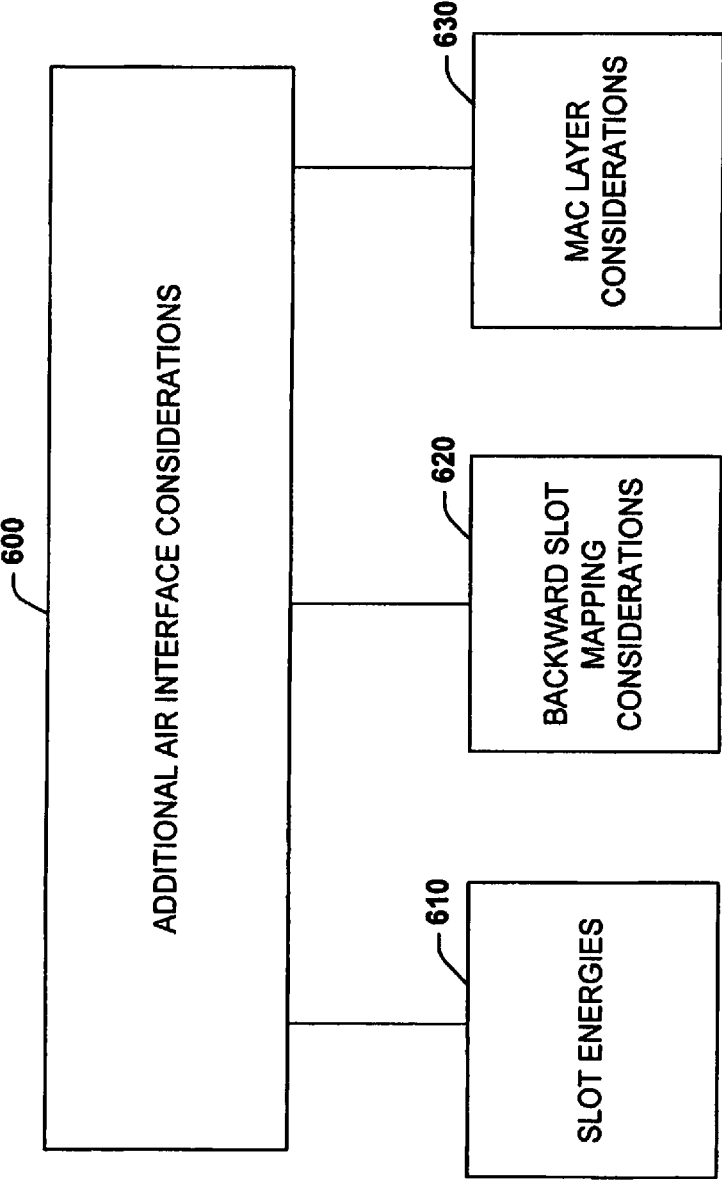 600
ADDITIONAL AIR INTERFACE CONSIDERATIONS
610
SLOT ENERGIES
620
BACKWARD SLOT
MAPPING
CONSIDERATIONS
630
MAC LAYER
CONSIDERATIONS